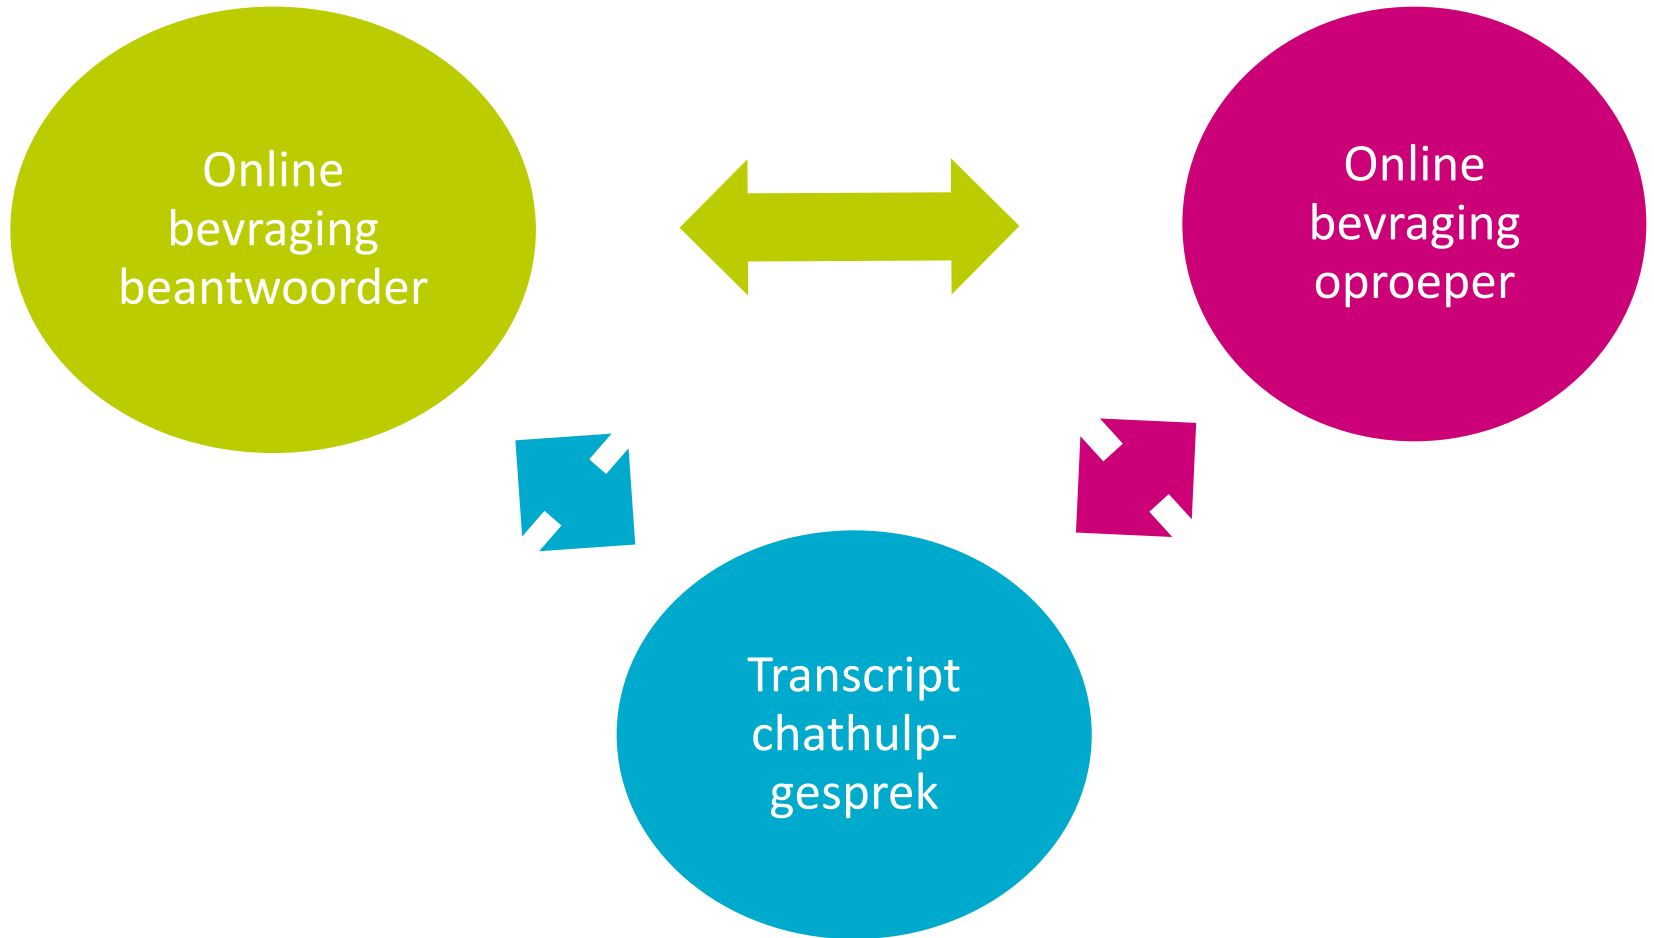 Online
bevraging
beantwoorder
Online
bevraging
oproeper
Transcript
chathulp-
gesprek